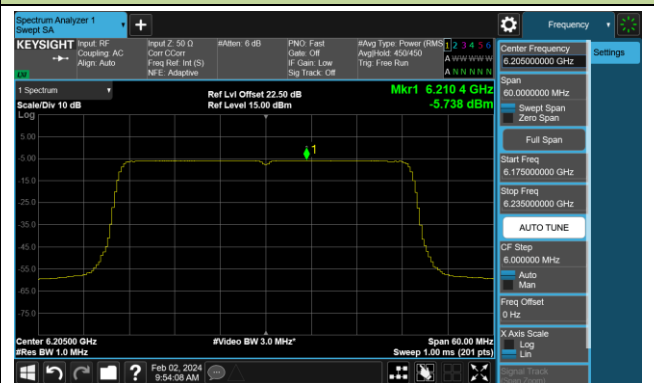 Spectrum Analyzer 1
Swept SA
+
Frequency
KEYSIGHT
Input: RF
Coupling: AC
Align: Auto
Input Z: 50 Ω
Corr CCorr
Freq Ref: Int (S)
NFE: Adaptive
#Atten: 6 dB
PNO: Fast
Gate: Off
IF Gain: Low
Sig Track: Off
#Avg Type: Power (RMS
Avg|Hold: 450/450
Trig: Free Run
1 2 3 4 5 6
A W W W W W
A N N N N N
LXI
1 Spectrum
Scale/Div 10 dB
Log
Ref Lvl Offset 22.50 dB
Ref Level 15.00 dBm
Mkr1 6.210 4 GHz
-5.738 dBm
1
5.00
-5.00
-15.0
-25.0
-35.0
-45.0
-55.0
-65.0
-75.0
Center 6.20500 GHz
#Res BW 1.0 MHz
#Video BW 3.0 MHz*
Span 60.00 MHz
Sweep 1.00 ms (201 pts)
Feb 02, 2024
9:54:08 AM
?
Center Frequency
6.205000000 GHz
Settings
Span
60.0000000 MHz
Swept Span
Zero Span
Full Span
Start Freq
6.175000000 GHz
Stop Freq
6.235000000 GHz
AUTO TUNE
CF Step
6.000000 MHz
Auto
Man
Freq Offset
0 Hz
X Axis Scale
Log
Lin
Signal Track